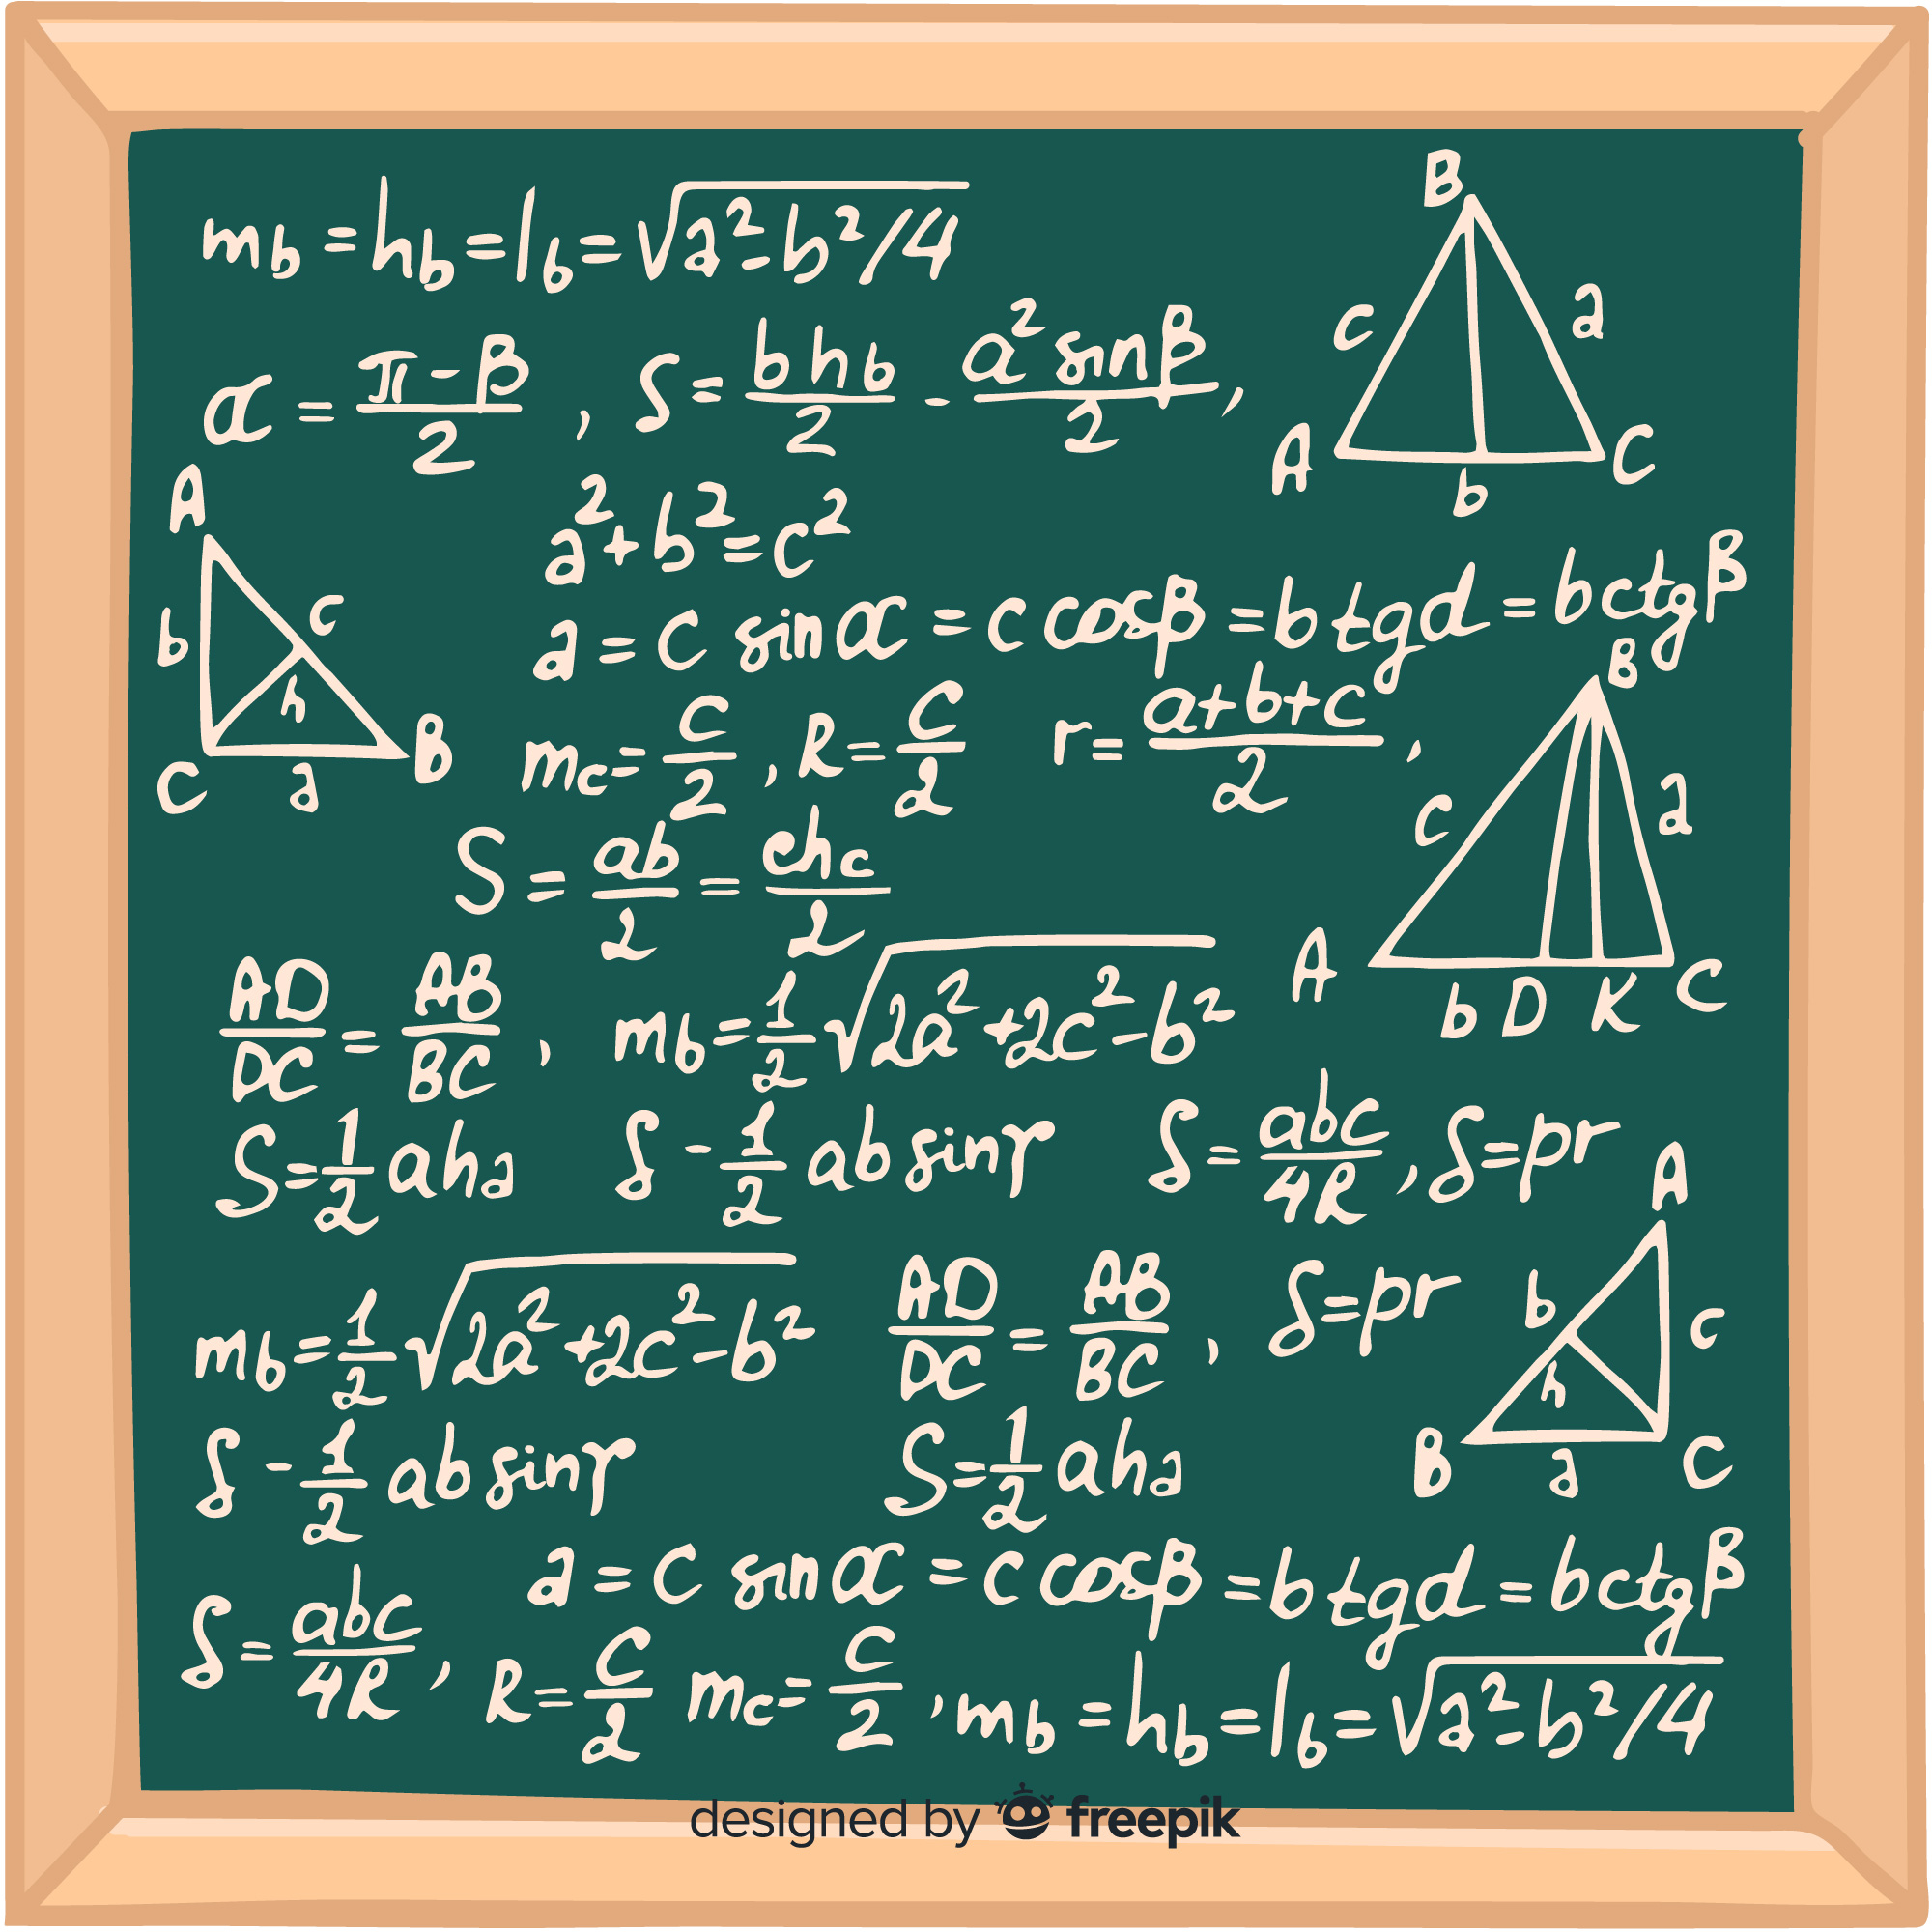 m_b = h_b = l_b = √(a² - b²/4)
B
c
a
A
b
C
α = (π - β)/2 , S = (b h_b)/2 - (a² sin β)/2 ,
A
b
c
h
C
a
B
a² + b² = c²
a = c sin α = c cocβ = b tg α = b ctg β
m_c = c/2 , R = c/2 r = (a+b+c)/2 ,
B
c
a
A
b D K C
S = ab/2 = ch_c/2
AD/DC = AB/BC , m_b = 1/2 √(2a² + 2c² - b²)
S = 1/2 ah_a S - 1/2 ab sin r S = abc/4R , S = pr
A
b
c
h
B
a
C
m_b = 1/2 √(2a² + 2c² - b²) AD/DC = AB/BC , S = pr
S - 1/2 ab sin r S = 1/2 ah_a
a = c sin α = c cocβ = b tg α = b ctg β
S = abc/4R , R = c/2 m_c = c/2 , m_b = h_b = l_b = √(a² - b²/4)
designed by freepik